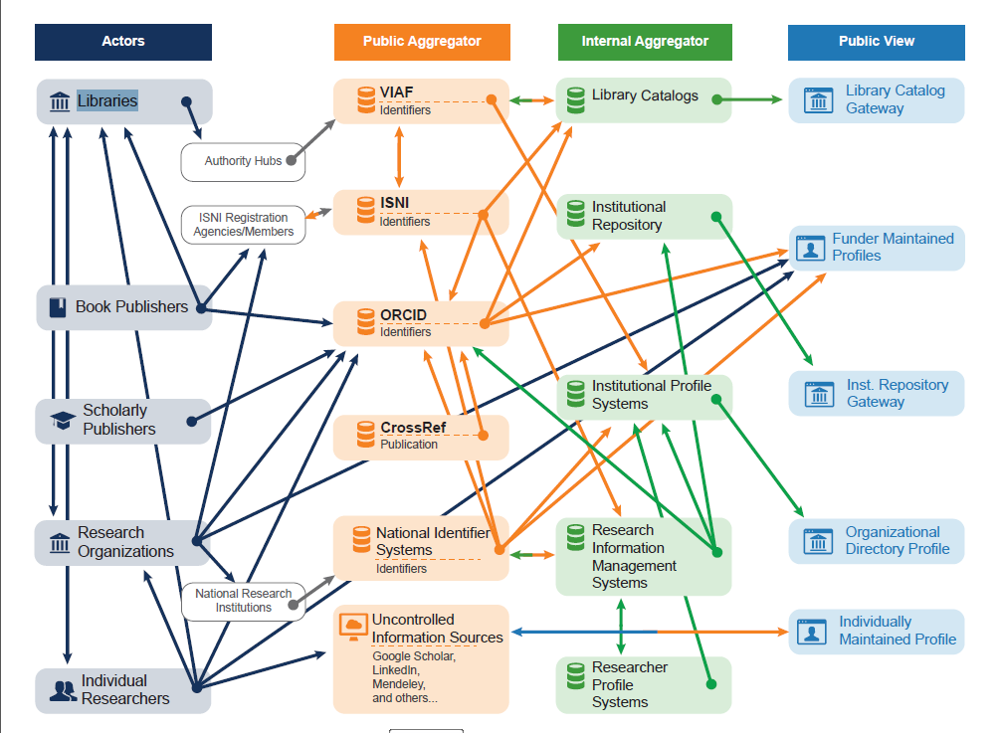 Actors
Public Aggregator
Internal Aggregator
Public View
Libraries
Authority Hubs
ISNI Registration
Agencies/Members
Book Publishers
Scholarly
Publishers
Research
Organizations
National Research
Institutions
Individual
Researchers
VIAF
Identifiers
ISNI
Identifiers
ORCID
Identifiers
CrossRef
Publication
National Identifier
Systems
Identifiers
Uncontrolled
Information Sources
Google Scholar,
LinkedIn,
Mendeley,
and others...
Library Catalogs
Institutional
Repository
Institutional Profile
Systems
Research
Information
Management
Systems
Researcher
Profile
Systems
Library Catalog
Gateway
Funder Maintained
Profiles
Inst. Repository
Gateway
Organizational
Directory Profile
Individually
Maintained Profile